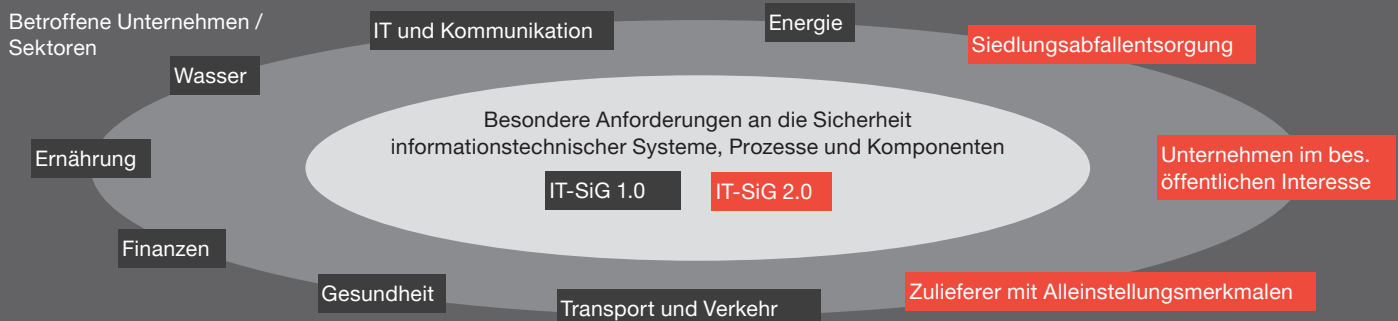 Betroffene Unternehmen /
Sektoren
IT und Kommunikation
Energie
Siedlungsabfallentsorgung
Wasser
Besondere Anforderungen an die Sicherheit
informationstechnischer Systeme, Prozesse und Komponenten
Ernährung
Unternehmen im bes.
öffentlichen Interesse
IT-SiG 1.0
IT-SiG 2.0
Finanzen
Gesundheit
Transport und Verkehr
Zulieferer mit Alleinstellungsmerkmalen